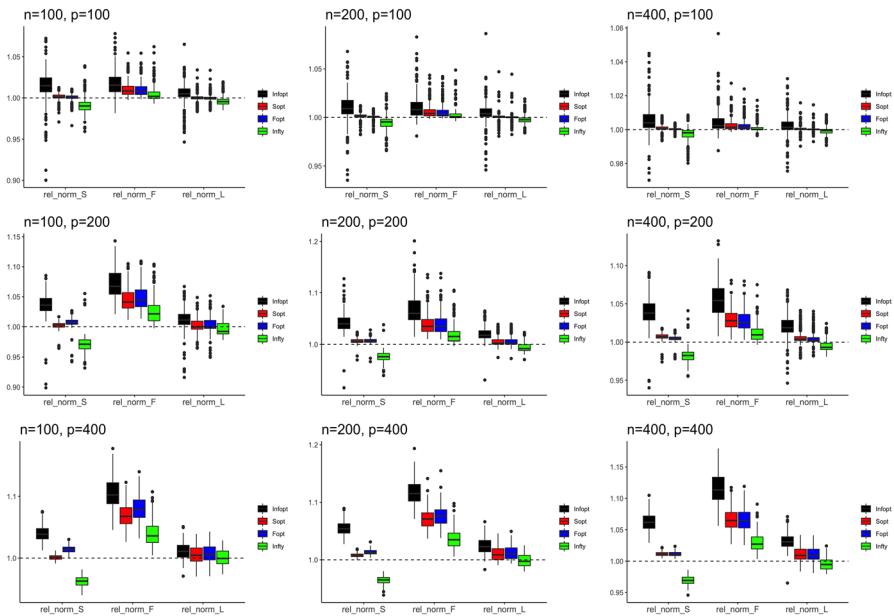 n=100, p=100
1.05
1.00
0.95
0.90
rel_norm_S rel_norm_F rel_norm_L
Infopt
Sopt
Fopt
Infty
n=200, p=100
1.05
1.00
0.95
rel_norm_S rel_norm_F rel_norm_L
Infopt
Sopt
Fopt
Infty
n=400, p=100
1.06
1.04
1.02
1.00
0.98
rel_norm_S rel_norm_F rel_norm_L
Infopt
Sopt
Fopt
Infty
n=100, p=200
1.15
1.10
1.05
1.00
0.95
0.90
rel_norm_S rel_norm_F rel_norm_L
Infopt
Sopt
Fopt
Infty
n=200, p=200
1.2
1.1
1.0
rel_norm_S rel_norm_F rel_norm_L
Infopt
Sopt
Fopt
Infty
n=400, p=200
1.10
1.05
1.00
0.95
rel_norm_S rel_norm_F rel_norm_L
Infopt
Sopt
Fopt
Infty
n=100, p=400
1.1
1.0
rel_norm_S rel_norm_F rel_norm_L
Infopt
Sopt
Fopt
Infty
n=200, p=400
1.2
1.1
1.0
rel_norm_S rel_norm_F rel_norm_L
Infopt
Sopt
Fopt
Infty
n=400, p=400
1.15
1.10
1.05
1.00
0.95
rel_norm_S rel_norm_F rel_norm_L
Infopt
Sopt
Fopt
Infty